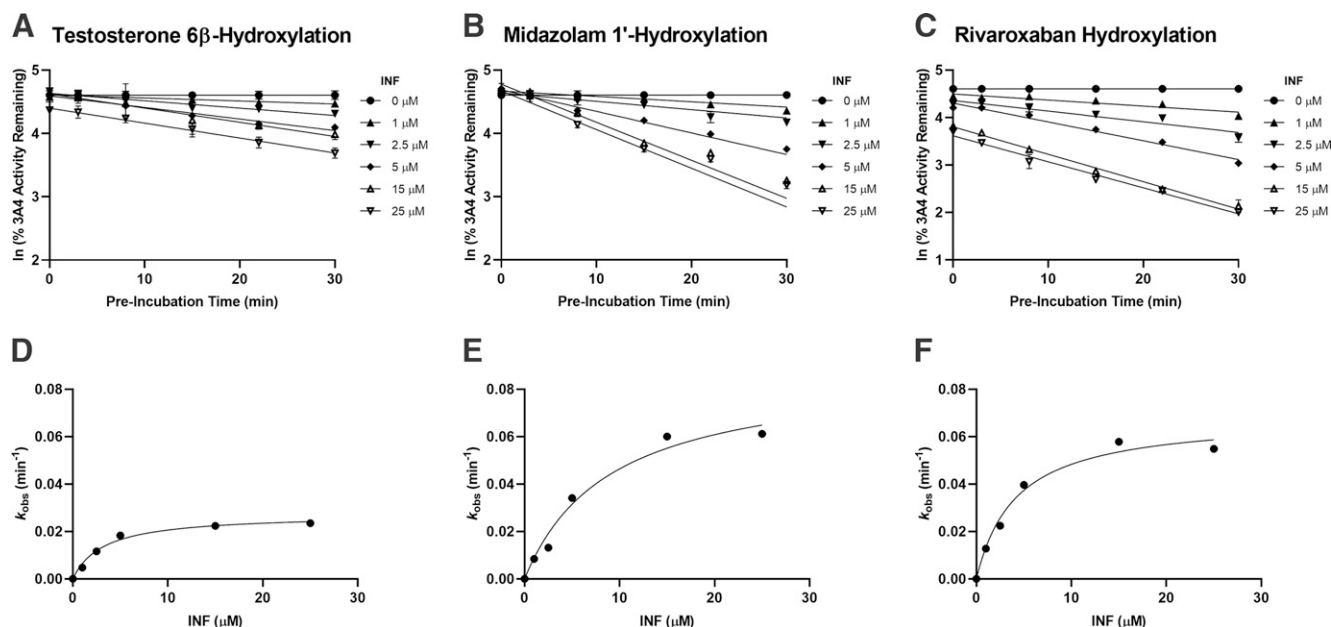 A Testosterone 6β-Hydroxylation
ln (% 3A4 Activity Remaining)
5
4
3
2
0 10 20 30
Pre-Incubation Time (min)
INF
0 μM
1 μM
2.5 μM
5 μM
15 μM
25 μM
B Midazolam 1'-Hydroxylation
ln (% 3A4 Activity Remaining)
5
4
3
2
0 10 20 30
Pre-Incubation Time (min)
INF
0 μM
1 μM
2.5 μM
5 μM
15 μM
25 μM
C Rivaroxaban Hydroxylation
ln (% 3A4 Activity Remaining)
5
4
3
2
1
0 10 20 30
Pre-Incubation Time (min)
INF
0 μM
1 μM
2.5 μM
5 μM
15 μM
25 μM
D
kobs (min-1)
0.08
0.06
0.04
0.02
0.00
0 10 20 30
INF (μM)
E
kobs (min-1)
0.08
0.06
0.04
0.02
0.00
0 10 20 30
INF (μM)
F
kobs (min-1)
0.08
0.06
0.04
0.02
0.00
0 10 20 30
INF (μM)